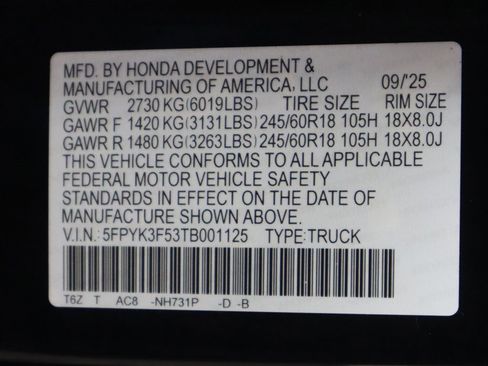 MFD. BY HONDA DEVELOPMENT &
MANUFACTURING OF AMERICA, LLC 09/25
GVWR 2730 KG(6019LBS) TIRE SIZE RIM SIZE
GAWR F 1420 KG(3131LBS) 245/60R18 105H 18X8.0J
GAWR R 1480 KG(3263LBS) 245/60R18 105H 18X8.0J
THIS VEHICLE CONFORMS TO ALL APPLICABLE
FEDERAL MOTOR VEHICLE SAFETY
STANDARDS IN EFFECT ON THE DATE OF
MANUFACTURE SHOWN ABOVE.
V.I.N.:5FPYK3F53TB001125 TYPE:TRUCK
T6Z T AC8 -NH731P -D -B